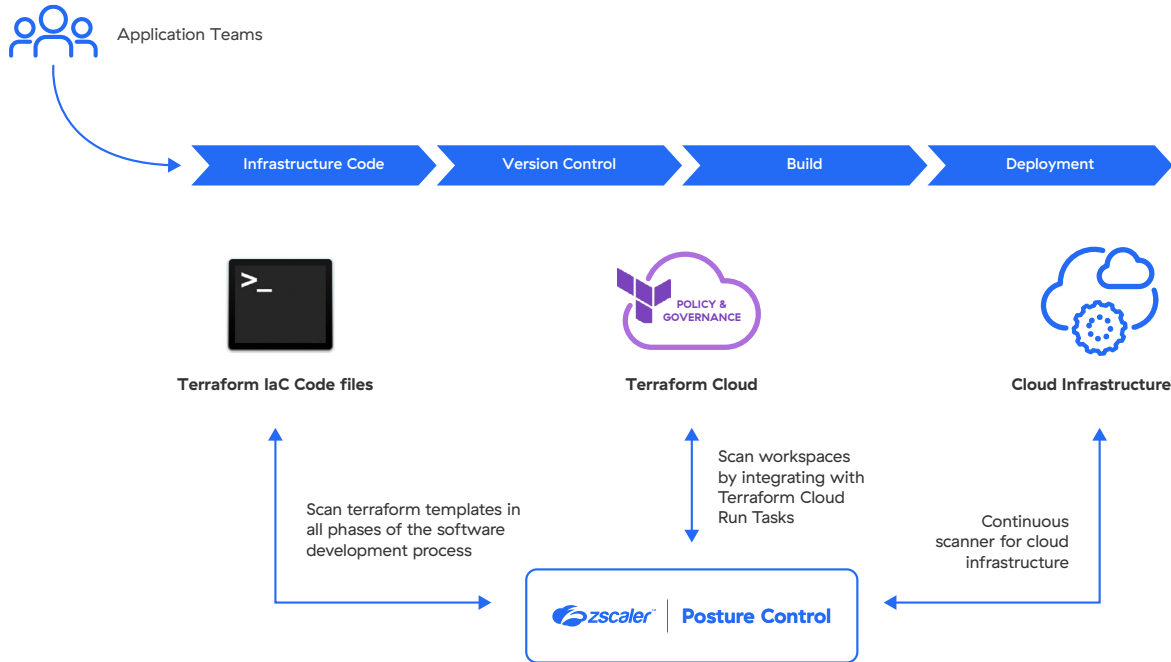 Application Teams
Infrastructure Code
Version Control
Build
Deployment
>_
POLICY &
GOVERNANCE
Terraform IaC Code files
Terraform Cloud
Cloud Infrastructure
Scan terraform templates in
all phases of the software
development process
Scan workspaces
by integrating with
Terraform Cloud
Run Tasks
Continuous
scanner for cloud
infrastructure
zscaler™ | Posture Control